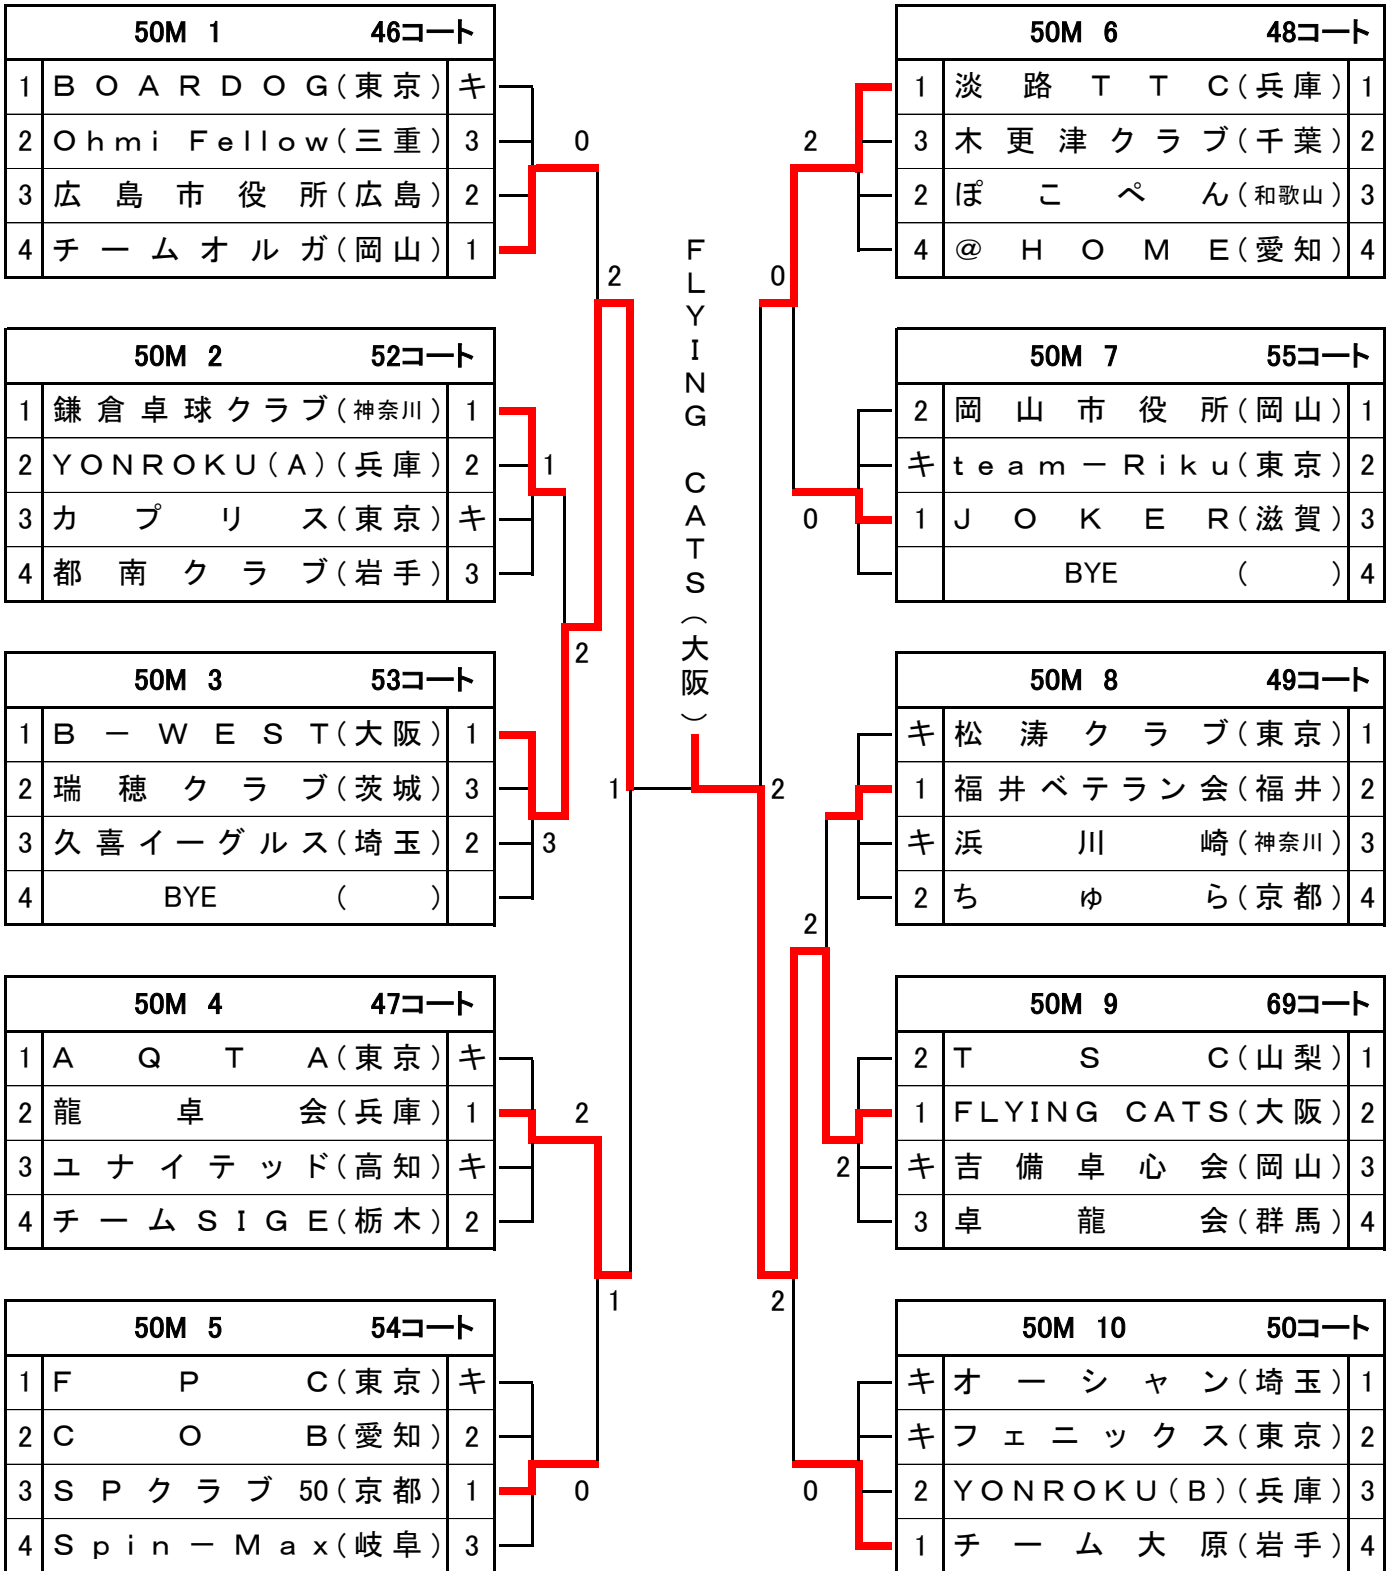 50M 1 46コート
1 BOARDOG(東京) キ
2 Ohmi Fellow(三重) 3
3 広島市役所(広島) 2
4 チームオルガ(岡山) 1
50M 2 52コート
1 鎌倉卓球クラブ(神奈川) 1
2 YONROKU(A)(兵庫) 2
3 カプリス(東京) キ
4 都南クラブ(岩手) 3
50M 3 53コート
1 B-WEST(大阪) 1
2 瑞穂クラブ(茨城) 3
3 久喜イーグルス(埼玉) 2
4 BYE ( )
50M 4 47コート
1 AQTA(東京) キ
2 龍卓会(兵庫) 1
3 ユナイテッド(高知) キ
4 チームSIGE(栃木) 2
50M 5 54コート
1 FPC(東京) キ
2 COB(愛知) 2
3 SPクラブ50(京都) 1
4 Spin-Max(岐阜) 3
0
2
1
2
3
1
2
1
0
FLYING CATS(大阪)
2
0
0
2
2
2
2
0
50M 6 48コート
1 淡路TTC(兵庫) 1
3 木更津クラブ(千葉) 2
2 ぽこぺん(和歌山) 3
4 @HOME(愛知) 4
50M 7 55コート
2 岡山市役所(岡山) 1
キ team-Riku(東京) 2
1 JOKER(滋賀) 3
BYE ( ) 4
50M 8 49コート
キ 松涛クラブ(東京) 1
1 福井ベテラン会(福井) 2
キ 浜川崎(神奈川) 3
2 ちゅら(京都) 4
50M 9 69コート
2 TSC(山梨) 1
1 FLYING CATS(大阪) 2
キ 吉備卓心会(岡山) 3
3 卓龍会(群馬) 4
50M 10 50コート
キ オーシャン(埼玉) 1
キ フェニックス(東京) 2
2 YONROKU(B)(兵庫) 3
1 チーム大原(岩手) 4